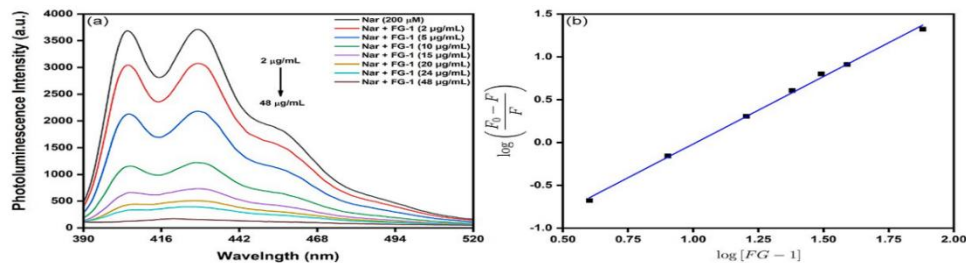 (a)
Photoluminescence Intensity (a.u.)
4000
3500
3000
2500
2000
1500
1000
500
0
Nar (200 µM)
Nar + FG-1 (2 µg/mL)
Nar + FG-1 (5 µg/mL)
Nar + FG-1 (10 µg/mL)
Nar + FG-1 (15 µg/mL)
Nar + FG-1 (20 µg/mL)
Nar + FG-1 (24 µg/mL)
Nar + FG-1 (48 µg/mL)
2 µg/mL
48 µg/mL
390 416 442 468 494 520
Wavelngth (nm)
(b)
log (F₀ − F / F)
1.5
1.0
0.5
0.0
-0.5
-1.0
0.50 0.75 1.00 1.25 1.50 1.75 2.00
log [FG − 1]